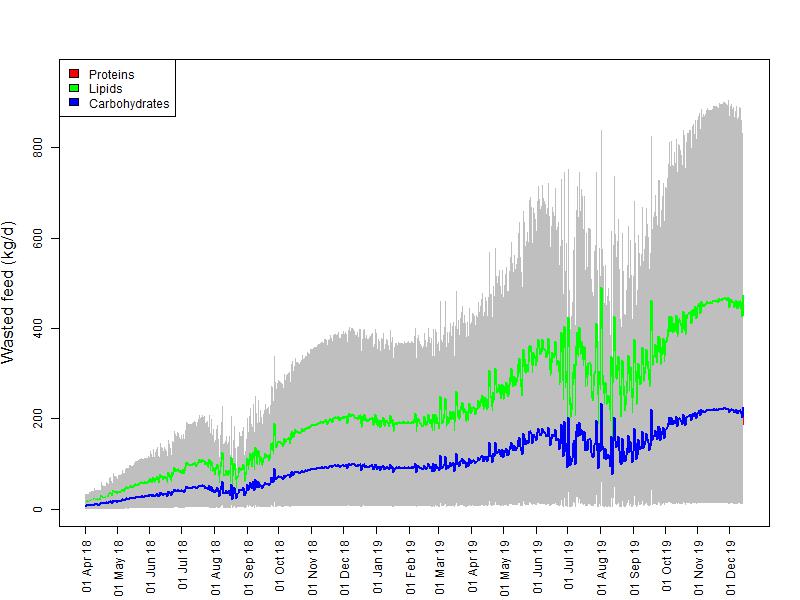 Proteins
Lipids
Carbohydrates
Wasted feed (kg/d)
800
600
400
200
0
01 Apr 18
01 May 18
01 Jun 18
01 Jul 18
01 Aug 18
01 Sep 18
01 Oct 18
01 Nov 18
01 Dec 18
01 Jan 19
01 Feb 19
01 Mar 19
01 Apr 19
01 May 19
01 Jun 19
01 Jul 19
01 Aug 19
01 Sep 19
01 Oct 19
01 Nov 19
01 Dec 19